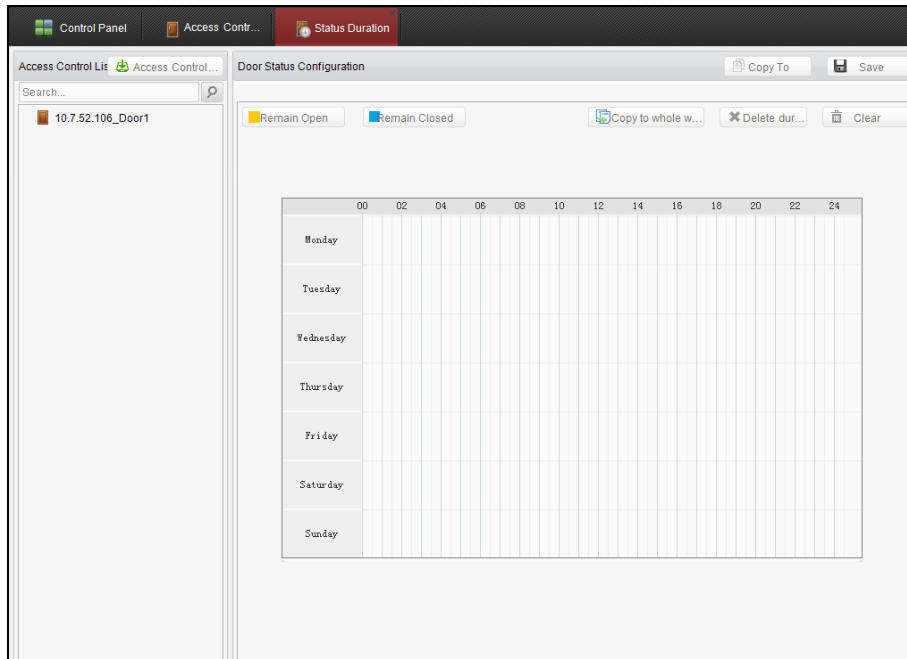 Control Panel
Access Contr...
Status Duration
Access Control Lis
Access Control...
Door Status Configuration
Copy To
Save
Search...
10.7.52.106_Door1
Remain Open
Remain Closed
Copy to whole w...
Delete dur...
Clear
00 02 04 06 08 10 12 14 16 18 20 22 24
Monday
Tuesday
Wednesday
Thursday
Friday
Saturday
Sunday